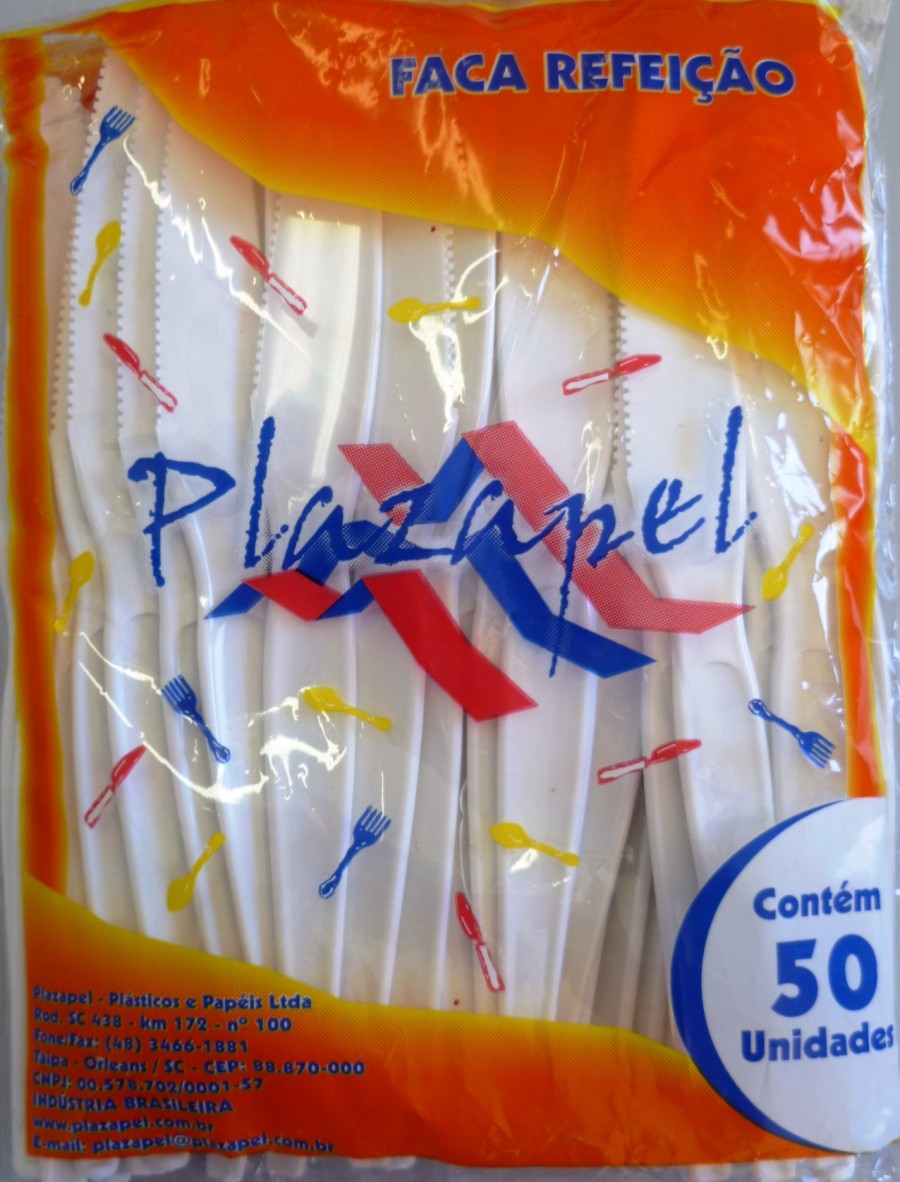 FACA REFEIÇÃO
Plazapel
Contém
50
Unidades
Plazapel - Plásticos e Papéis Ltda
Rod. SC 438 - km 172 - nº 100
Fone/Fax: (48) 3466-1881
Taipa - Orleans / SC - CEP: 88.870-000
CNPJ: 00.578.702/0001-57
INDÚSTRIA BRASILEIRA
www.plazapel.com.br
E-mail: plazapel@plazapel.com.br